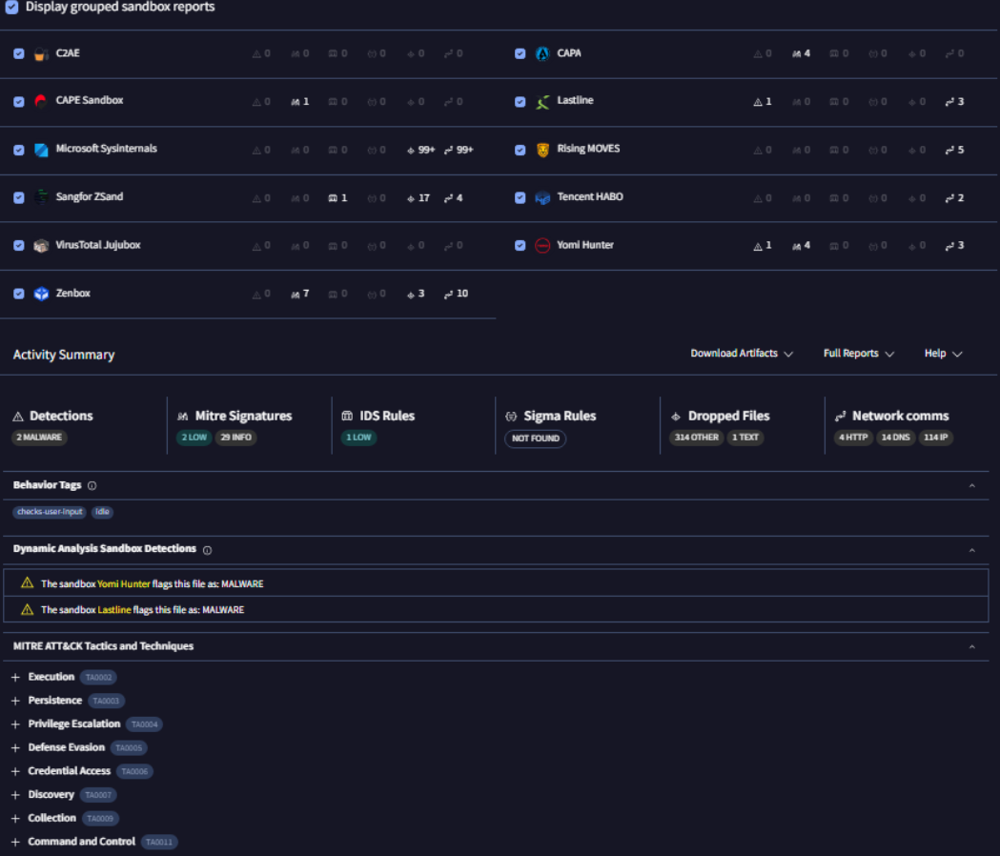 Display grouped sandbox reports
C2AE 0 0 0 0 0 0
CAPA 0 4 0 0 0 0
CAPE Sandbox 0 1 0 0 0 0
Lastline 1 0 0 0 0 3
Microsoft Sysinternals 0 0 0 0 99+ 99+
Rising MOVES 0 0 0 0 0 5
Sangfor ZSand 0 0 1 0 17 4
Tencent HABO 0 0 0 0 0 2
VirusTotal Jujubox 0 0 0 0 0 0
Yomi Hunter 1 4 0 0 0 3
Zenbox 0 7 0 0 3 10
Activity Summary
Download Artifacts Full Reports Help
Detections Mitre Signatures IDS Rules Sigma Rules Dropped Files Network comms
2 MALWARE 2 LOW 29 INFO 1 LOW NOT FOUND 314 OTHER 1 TEXT 4 HTTP 14 DNS 114 IP
Behavior Tags
checks-user-input idle
Dynamic Analysis Sandbox Detections
The sandbox Yomi Hunter flags this file as: MALWARE
The sandbox Lastline flags this file as: MALWARE
MITRE ATT&CK Tactics and Techniques
+ Execution TA0002
+ Persistence TA0003
+ Privilege Escalation TA0004
+ Defense Evasion TA0005
+ Credential Access TA0006
+ Discovery TA0007
+ Collection TA0009
+ Command and Control TA0011